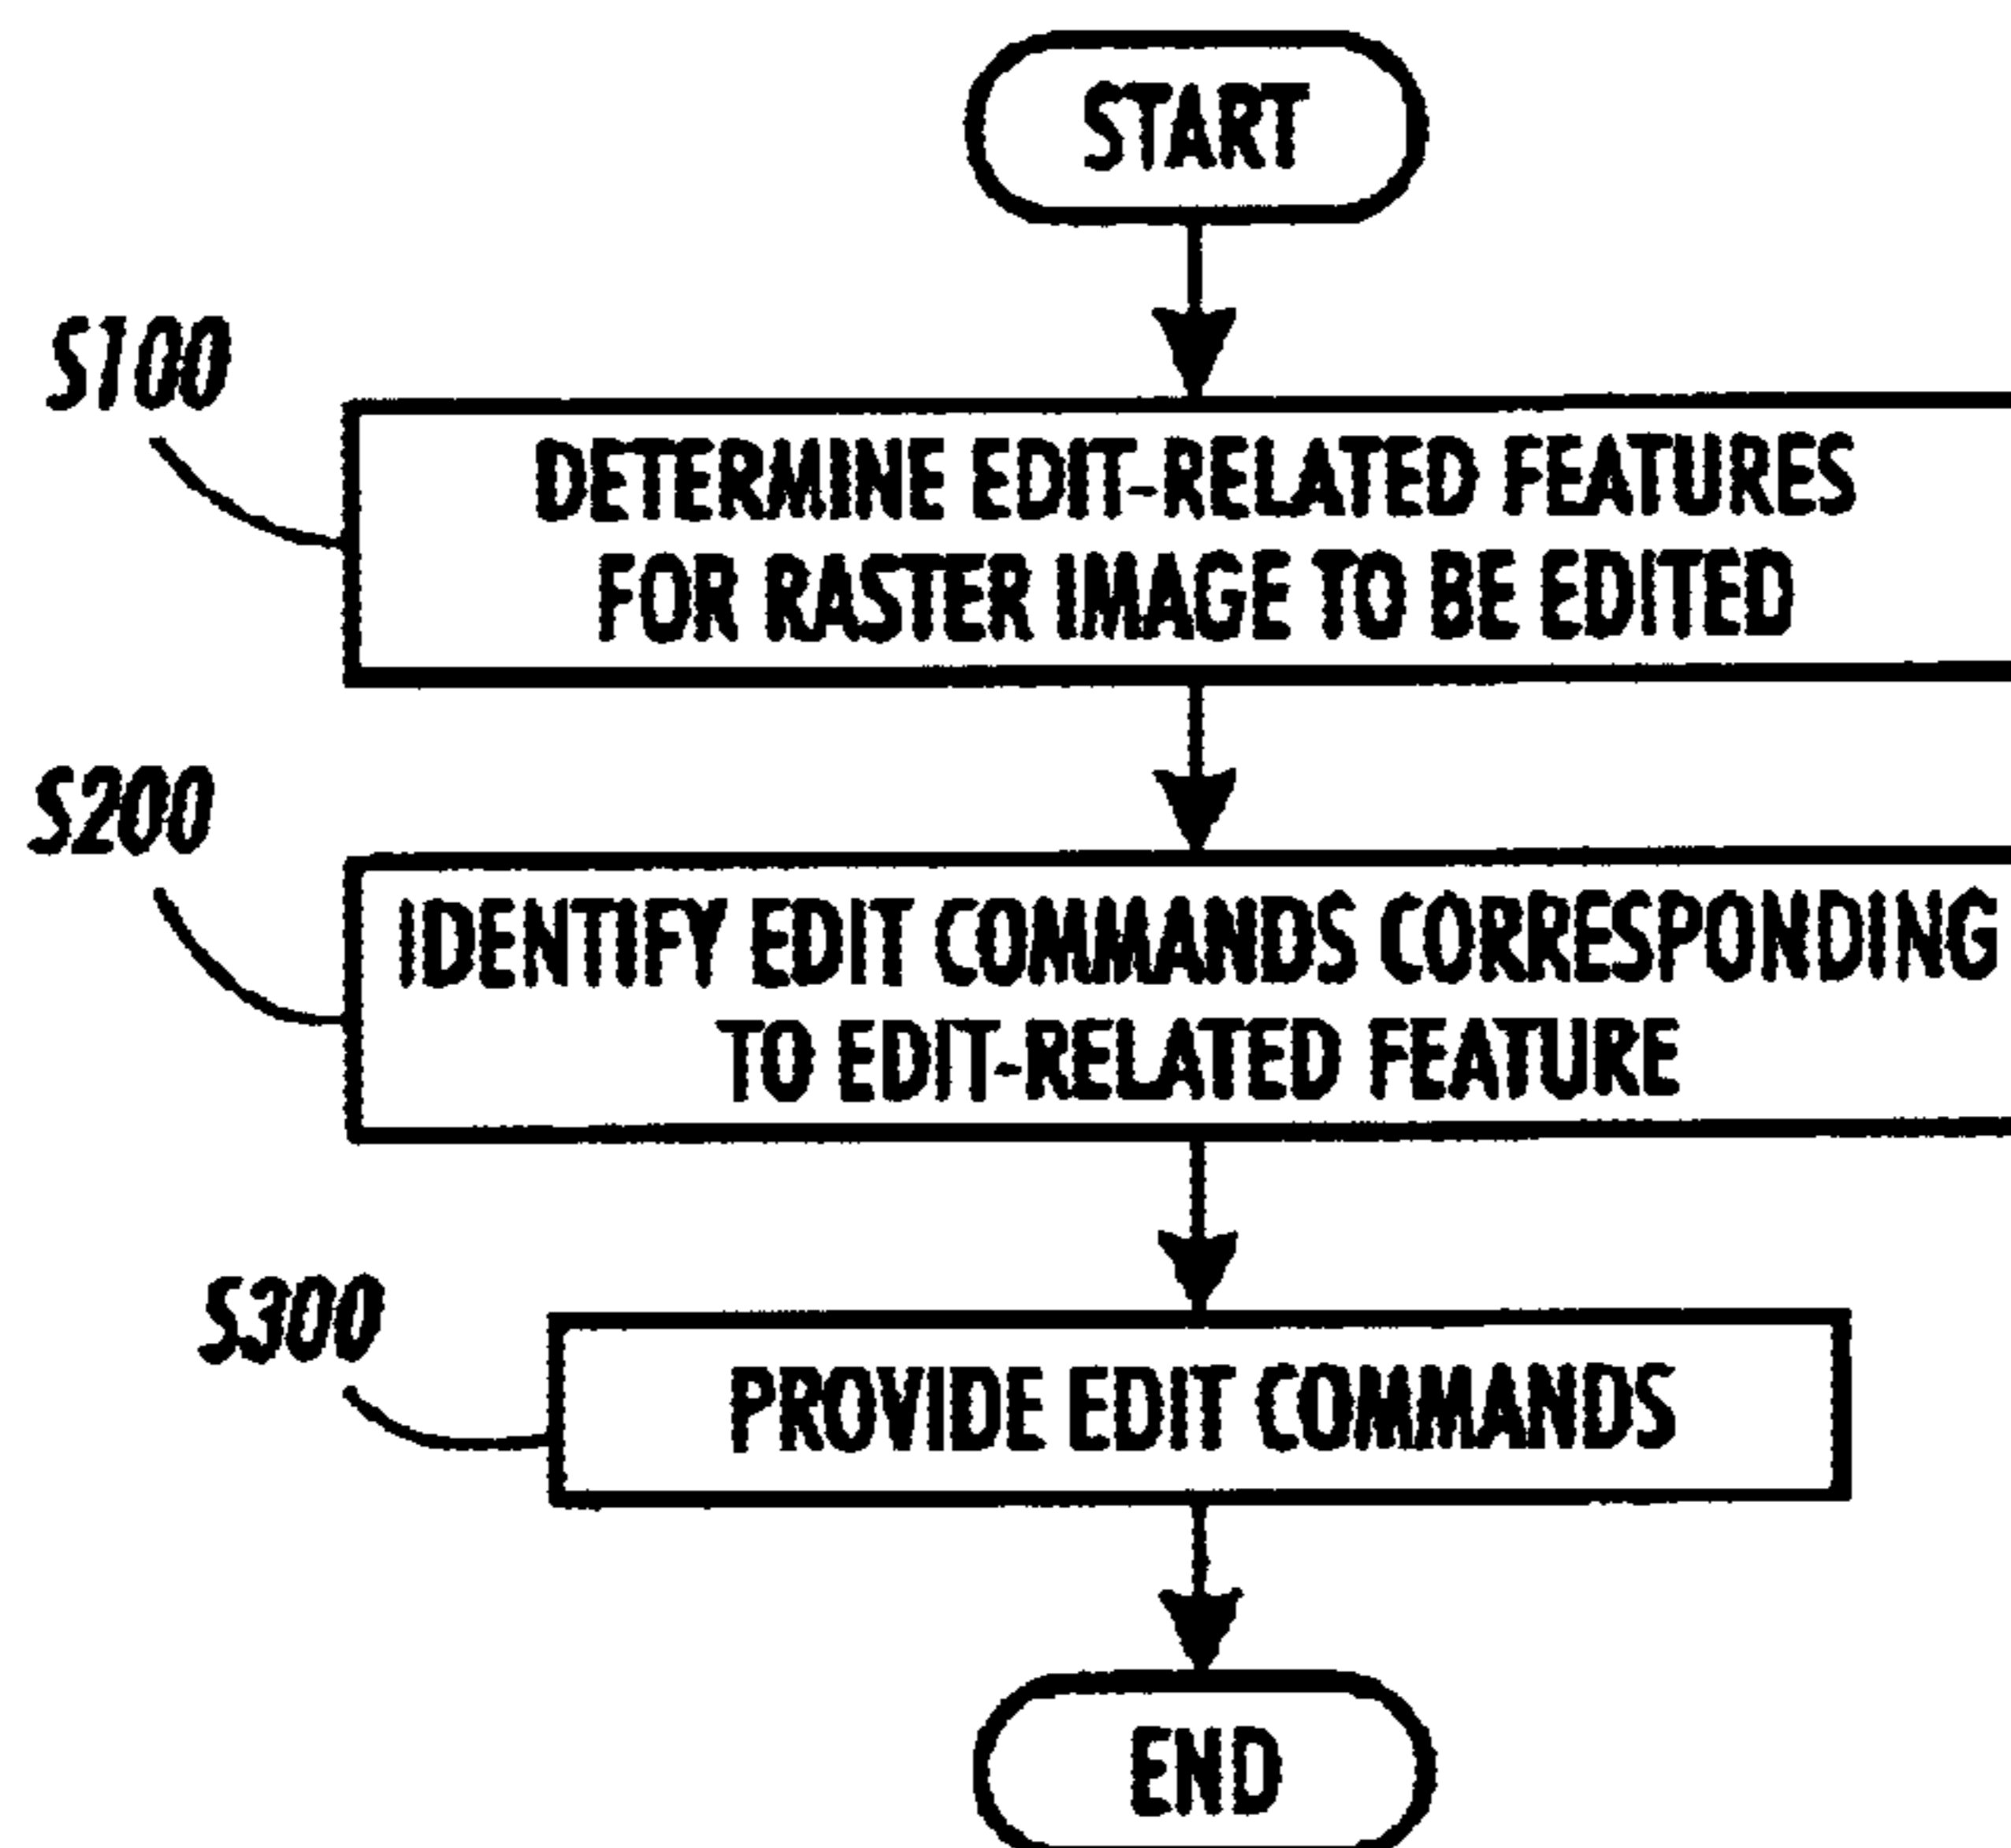 START
S100
DETERMINE EDIT-RELATED FEATURES
FOR RASTER IMAGE TO BE EDITED
S200
IDENTIFY EDIT COMMANDS CORRESPONDING
TO EDIT-RELATED FEATURE
S300
PROVIDE EDIT COMMANDS
END